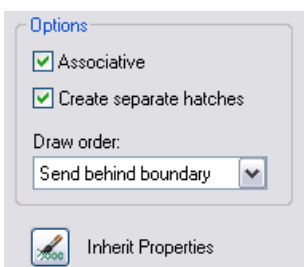 Options
Associative
Create separate hatches
Draw order:
Send behind boundary
Inherit Properties